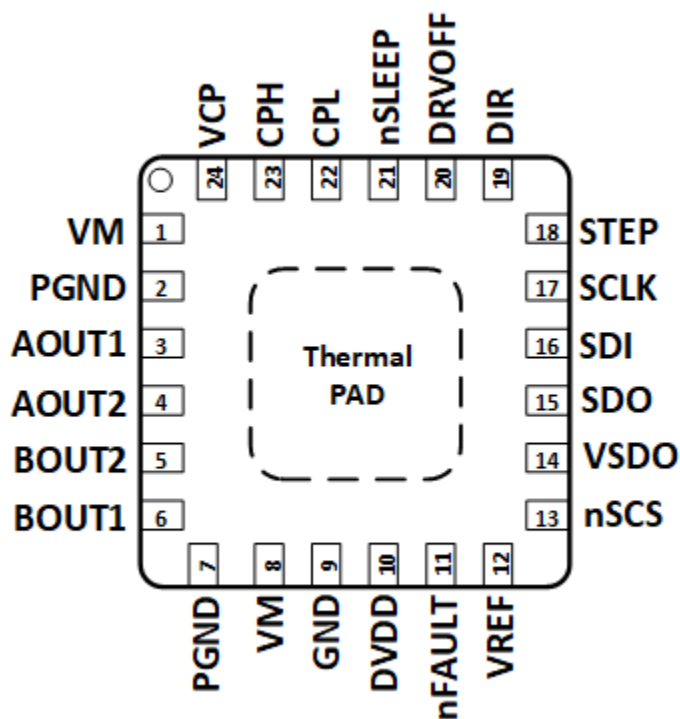 VCP
CPH
CPL
nSLEEP
DRVOFF
DIR
24
23
22
21
20
19
VM 1
PGND 2
AOUT1 3
AOUT2 4
BOUT2 5
BOUT1 6
Thermal
PAD
18 STEP
17 SCLK
16 SDI
15 SDO
14 VSDO
13 nSCS
7
8
9
10
11
12
PGND
VM
GND
DVDD
nFAULT
VREF